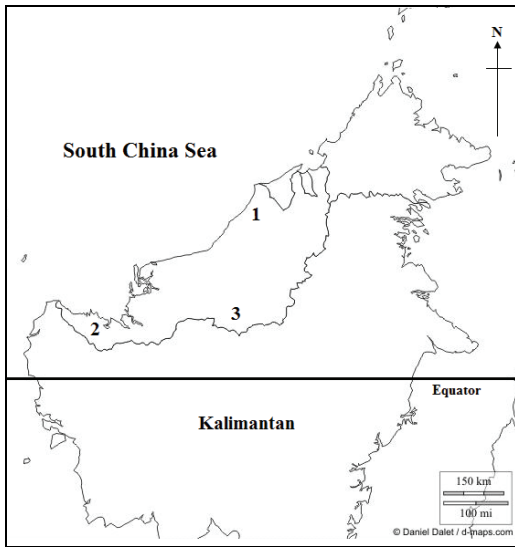 N
South China Sea
1
3
2
Equator
Kalimantan
150 km
100 mi
© Daniel Dalet / d-maps.com